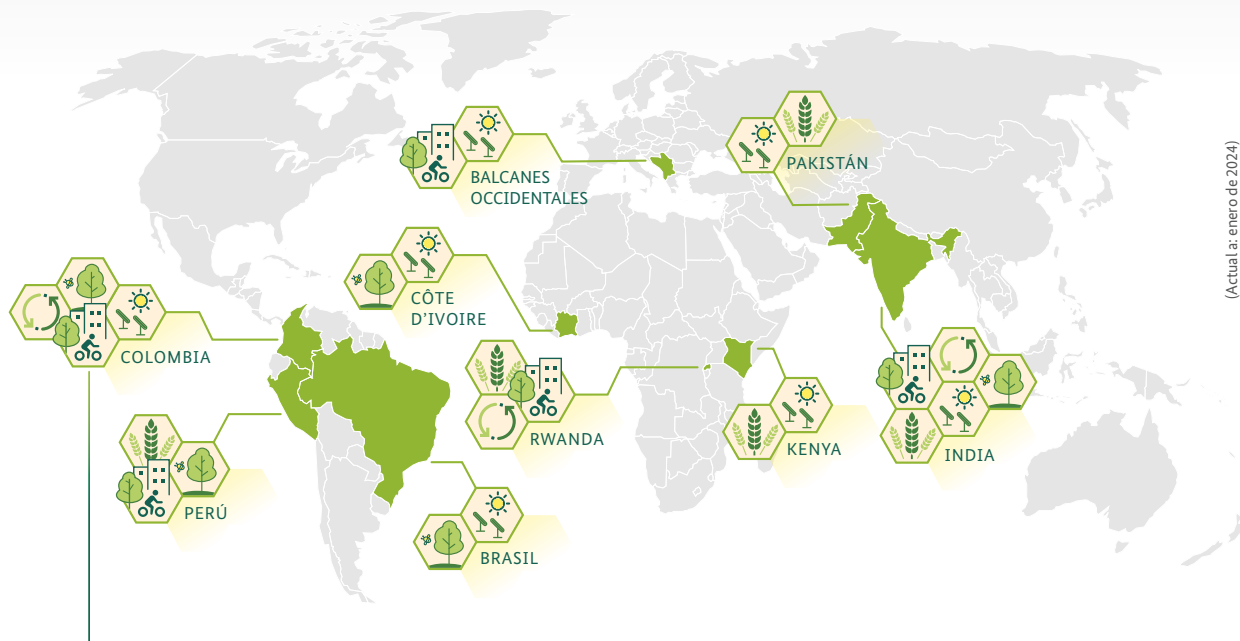 BALCANES
OCCIDENTALES
PAKISTÁN
CÔTE
D’IVOIRE
COLOMBIA
RWANDA
KENYA
INDIA
PERÚ
BRASIL
(Actual a: enero de 2024)